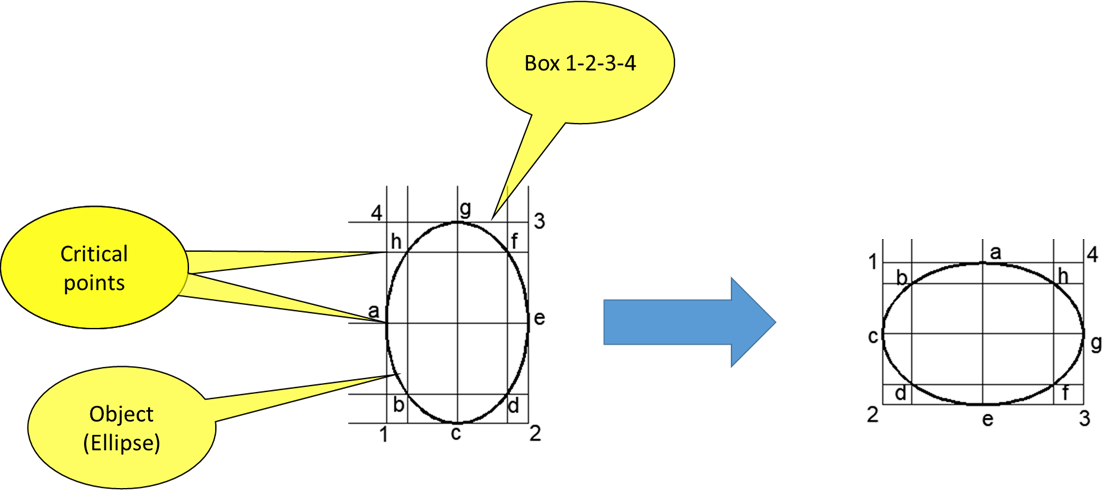 Box 1-2-3-4
4
g
3
h
f
Critical
points
a
e
b
d
1
c
2
Object
(Ellipse)
1
a
4
b
h
c
g
d
f
2
e
3